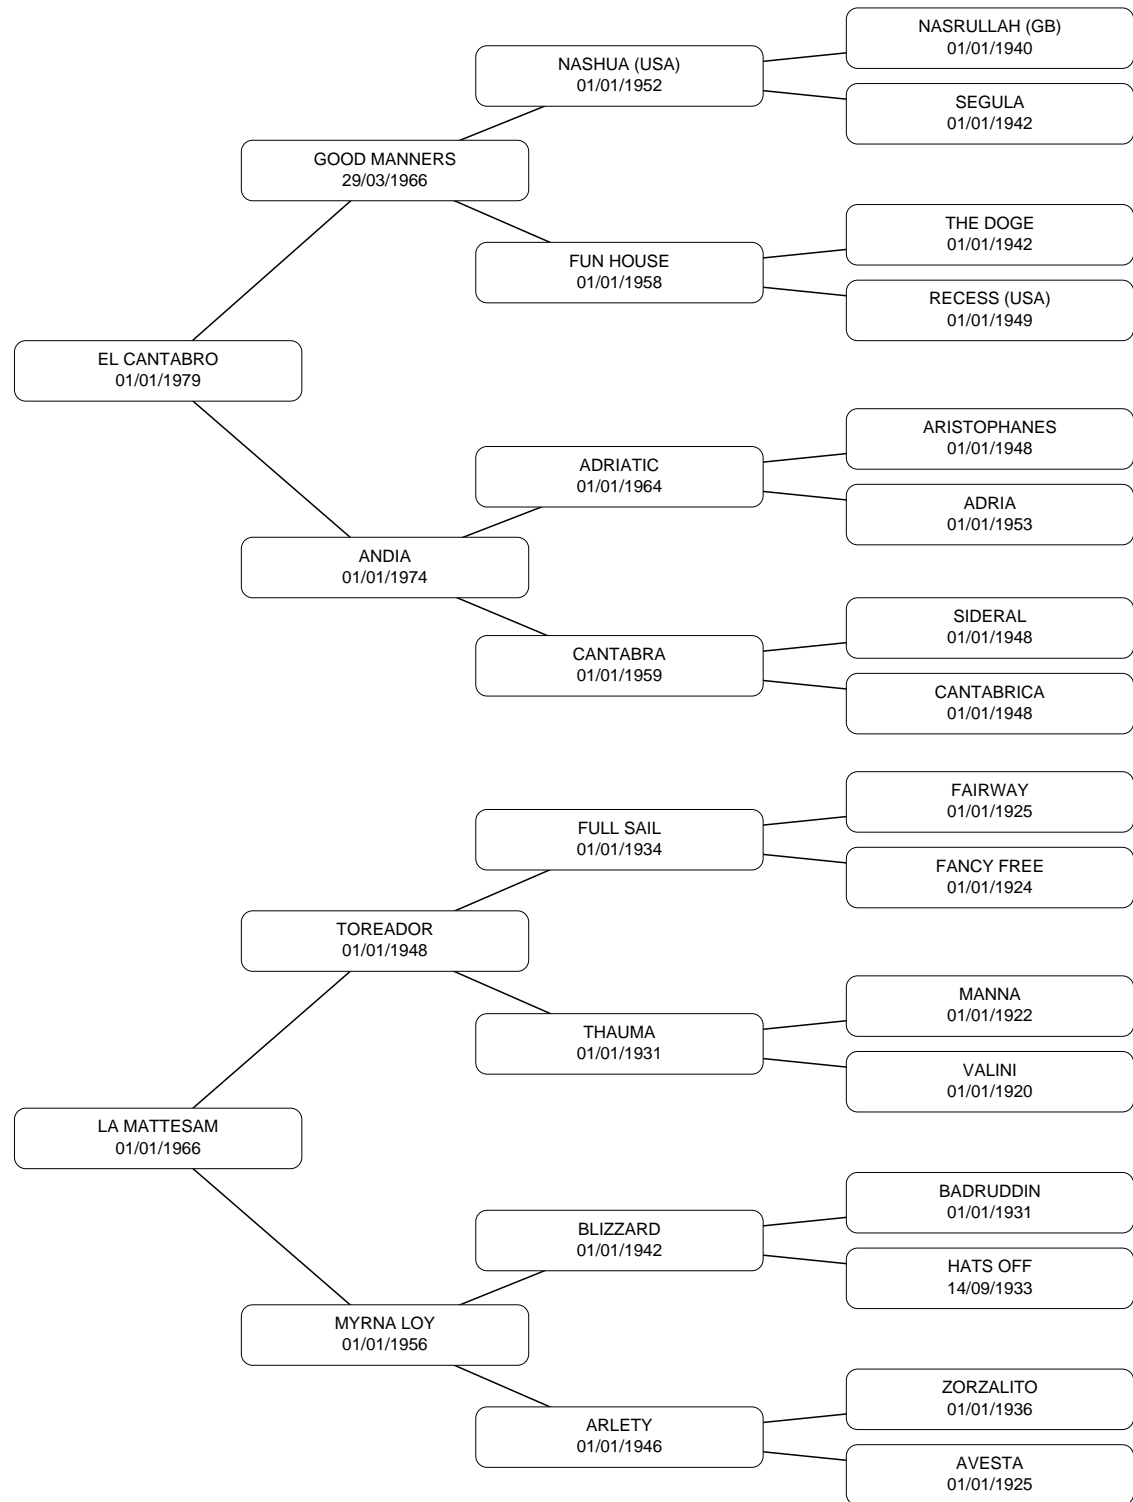 NASRULLAH (GB)
01/01/1940
NASHUA (USA)
01/01/1952
SEGULA
01/01/1942
GOOD MANNERS
29/03/1966
THE DOGE
01/01/1942
FUN HOUSE
01/01/1958
RECESS (USA)
01/01/1949
EL CANTABRO
01/01/1979
ARISTOPHANES
01/01/1948
ADRIATIC
01/01/1964
ADRIA
01/01/1953
ANDIA
01/01/1974
SIDERAL
01/01/1948
CANTABRA
01/01/1959
CANTABRICA
01/01/1948
FAIRWAY
01/01/1925
FULL SAIL
01/01/1934
FANCY FREE
01/01/1924
TOREADOR
01/01/1948
MANNA
01/01/1922
THAUMA
01/01/1931
VALINI
01/01/1920
LA MATTESAM
01/01/1966
BADRUDDIN
01/01/1931
BLIZZARD
01/01/1942
HATS OFF
14/09/1933
MYRNA LOY
01/01/1956
ZORZALITO
01/01/1936
ARLETY
01/01/1946
AVESTA
01/01/1925